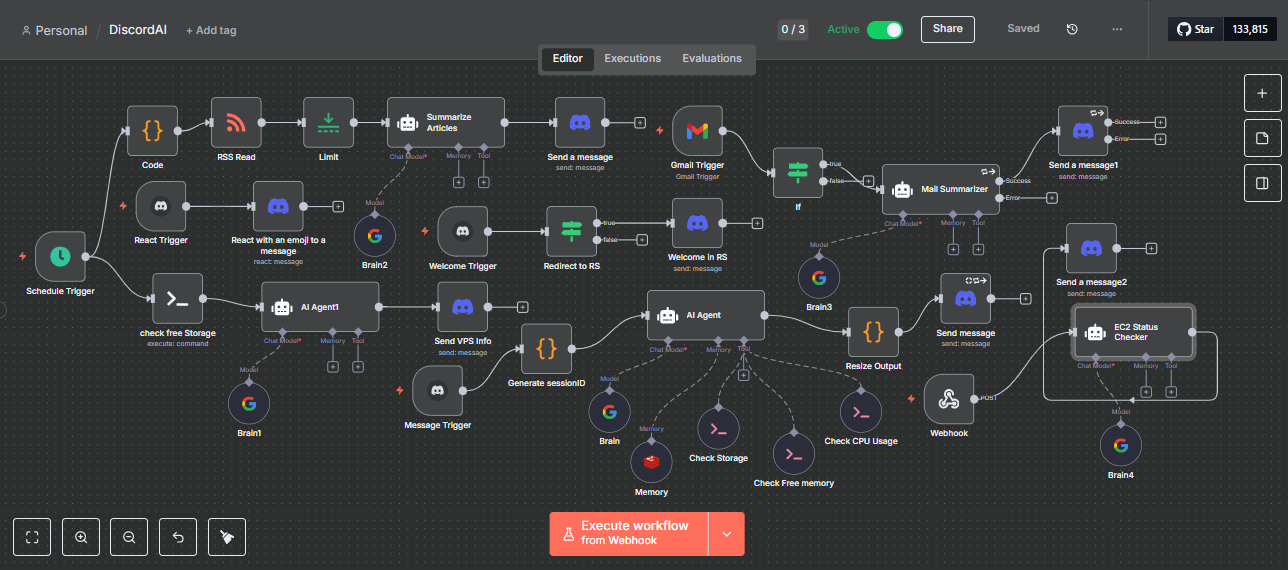 Personal / DiscordAI + Add tag
0 / 3
Active
Share
Saved
Star 133,815
Editor
Executions
Evaluations
Code
RSS Read
Limit
Summarize
Articles
Chat Model*
Memory
Tool
Send a message
send: message
Gmail Trigger
Gmail Trigger
If
true
false
Mail Summarizer
Success
Error
Chat Model*
Memory
Tool
Send a message1
send: message
Success
Error
React Trigger
React with an emoji to a
message
react: message
Model
Brain2
Welcome Trigger
Redirect to RS
true
false
Welcome in RS
send: message
Model
Brain3
Send a message2
send: message
Schedule Trigger
check free Storage
execute: command
AI Agent1
Chat Model*
Memory
Tool
Send VPS Info
send: message
Model
Brain1
Message Trigger
Generate sessionID
AI Agent
Chat Model*
Memory
Tool
Resize Output
Send message
send: message
EC2 Status
Checker
Chat Model*
Memory
Tool
Model
Brain
Memory
Memory
Check Storage
Check Free memory
Check CPU Usage
Webhook
POST
Model
Brain4
Execute workflow
from Webhook